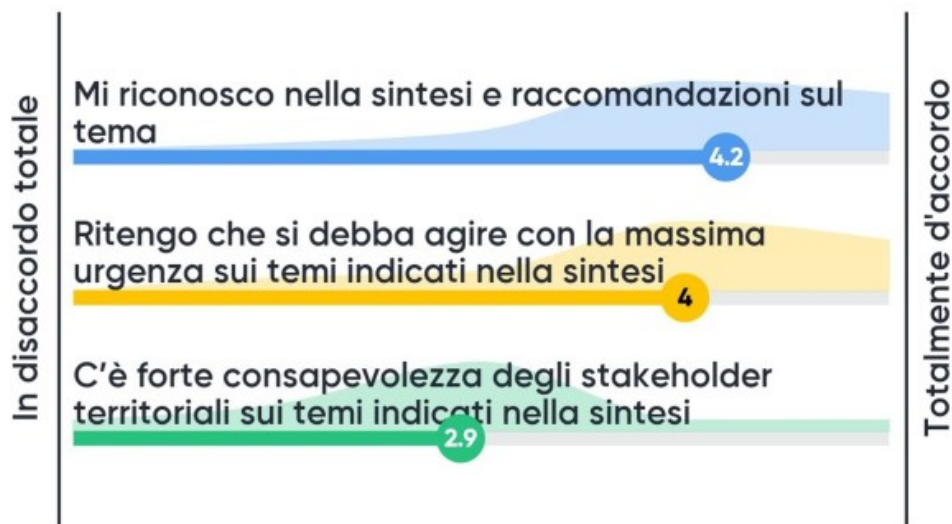 In disaccordo totale
Mi riconosco nella sintesi e raccomandazioni sul
tema
4.2
Ritengo che si debba agire con la massima
urgenza sui temi indicati nella sintesi
4
C'è forte consapevolezza degli stakeholder
territoriali sui temi indicati nella sintesi
2.9
Totalmente d'accordo